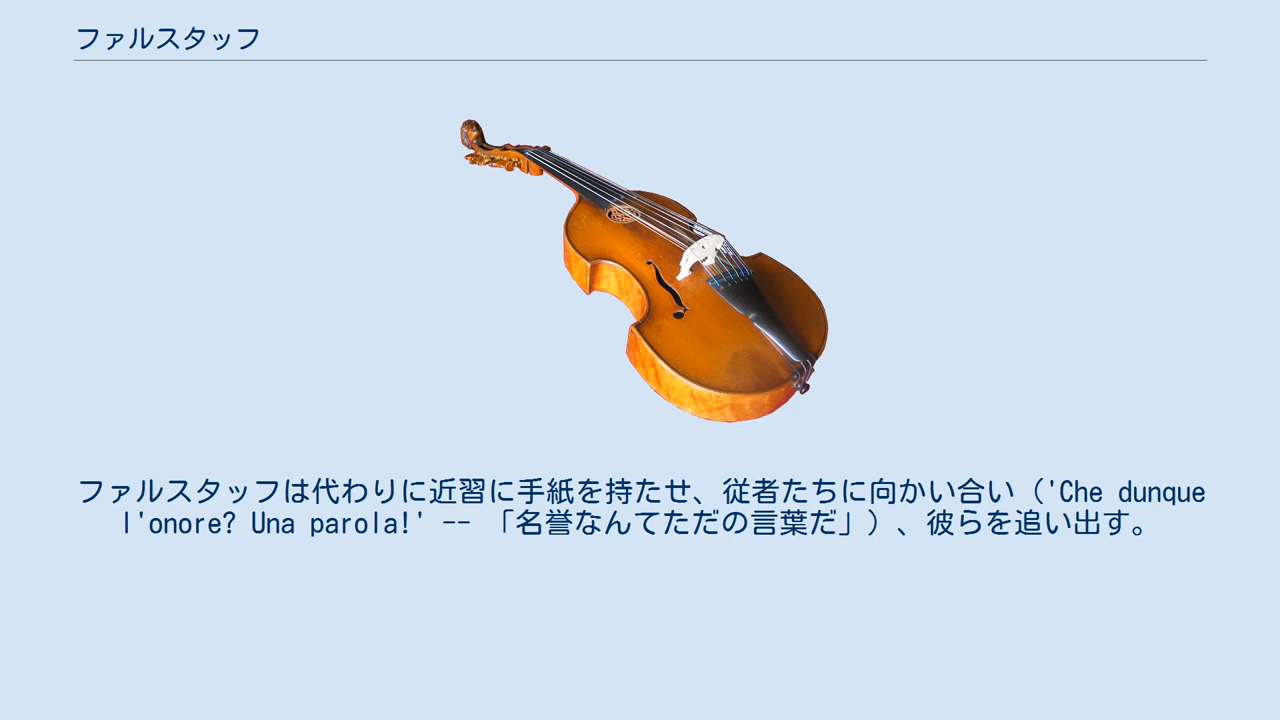 ファルスタッフ
ファルスタッフは代わりに近習に手紙を持たせ、従者たちに向かい合い（'Che dunque
l'onore? Una parola!' -- 「名誉なんてただの言葉だ」）、彼らを追い出す。